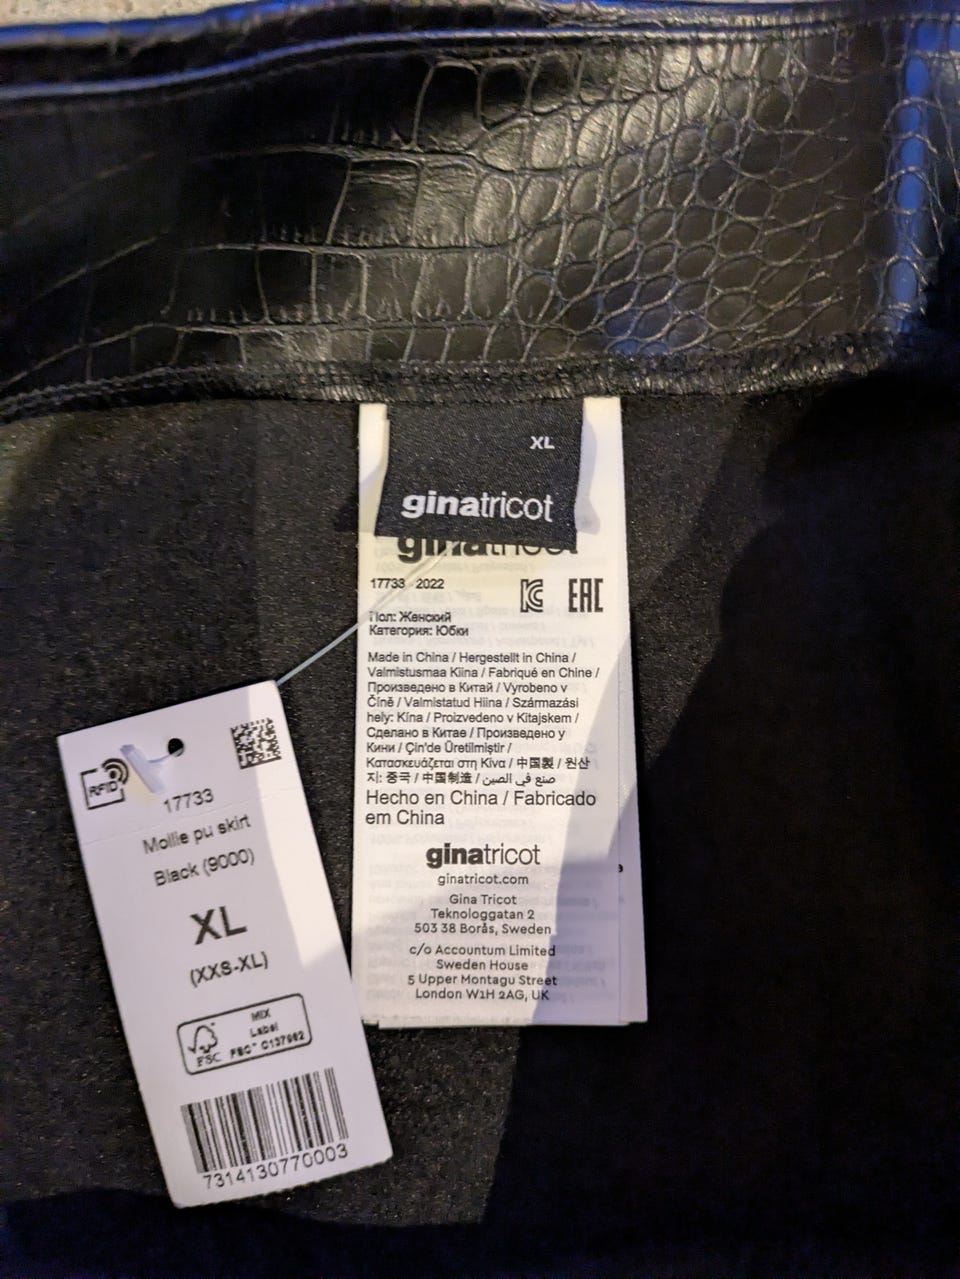 XL
ginatricot
ginatricot
17733 - 2022
EAC
Пол: Женский
Категория: Юбки
Made in China / Hergestellt in China /
Valmistusmaa Kiina / Fabriqué en Chine /
Произведено в Китай / Vyrobeno v
Číně / Valmistatud Hiina / Származási
hely: Kína / Proizvedeno v Kitajskem /
Сделано в Китае / Произведено у
Кини / Çin'de Üretilmiştir /
Κατασκευάζεται στη Κίνα / 中国製 / 원산
지: 중국 / 中国制造 / صنع في الصين
Hecho en China / Fabricado
em China
ginatricot
ginatricot.com
Gina Tricot
Teknologgatan 2
503 38 Borås, Sweden
c/o Accountum Limited
Sweden House
5 Upper Montagu Street
London W1H 2AG, UK
RFID
17733
Mollie pu skirt
Black (9000)
XL
(XXS-XL)
MIX
Label
FSC™ C137982
FSC
7314130770003